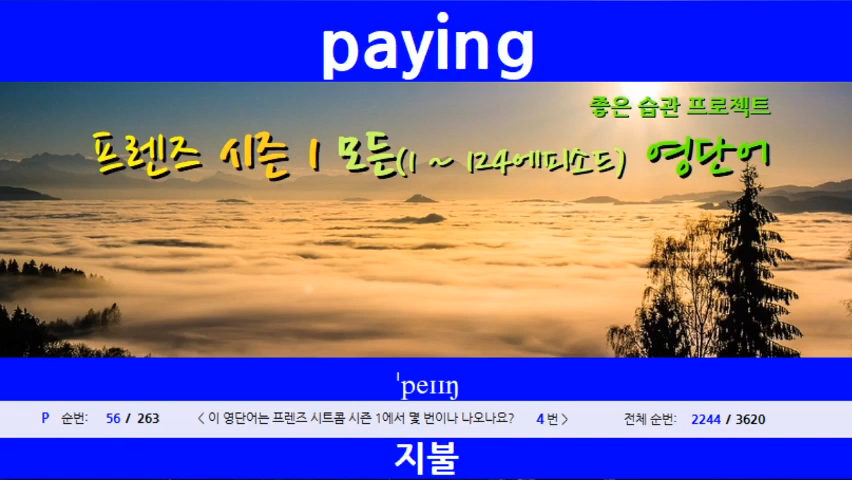 paying
좋은 습관 프로젝트
프렌즈 시즌 1 모든(1 ~ 124에피소드) 영단어
ˈpeɪɪŋ
P 순번: 56 / 263 < 이 영단어는 프렌즈 시트콤 시즌 1에서 몇 번이나 나오나요? 4 번 > 전체 순번: 2244 / 3620
지불